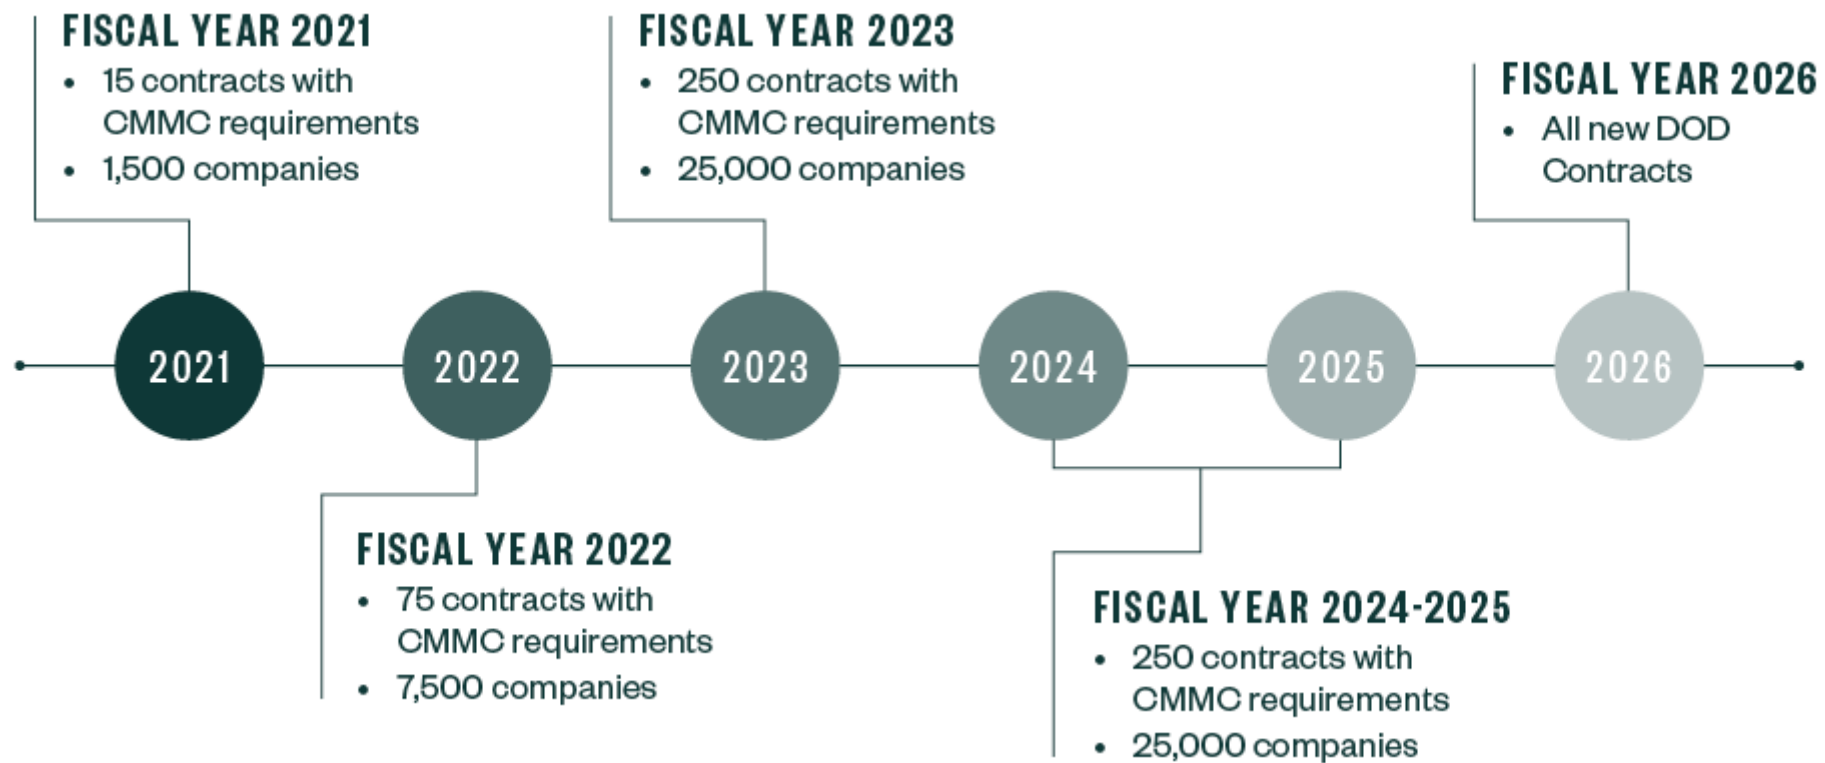 FISCAL YEAR 2021
• 15 contracts with
CMMC requirements
• 1,500 companies
FISCAL YEAR 2023
• 250 contracts with
CMMC requirements
• 25,000 companies
FISCAL YEAR 2026
• All new DOD
Contracts
2021 2022 2023 2024 2025 2026
FISCAL YEAR 2022
• 75 contracts with
CMMC requirements
• 7,500 companies
FISCAL YEAR 2024-2025
• 250 contracts with
CMMC requirements
• 25,000 companies